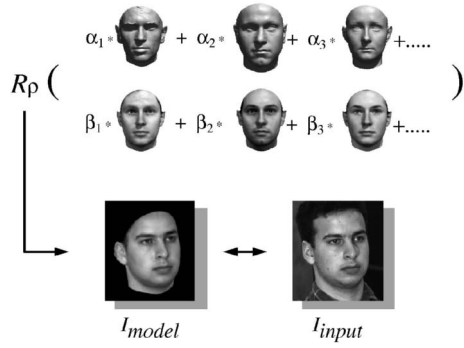 α1 * + α2 * + α3 * +.....
Rρ ( )
β1 * + β2 * + β3 * +.....
Imodel Iinput